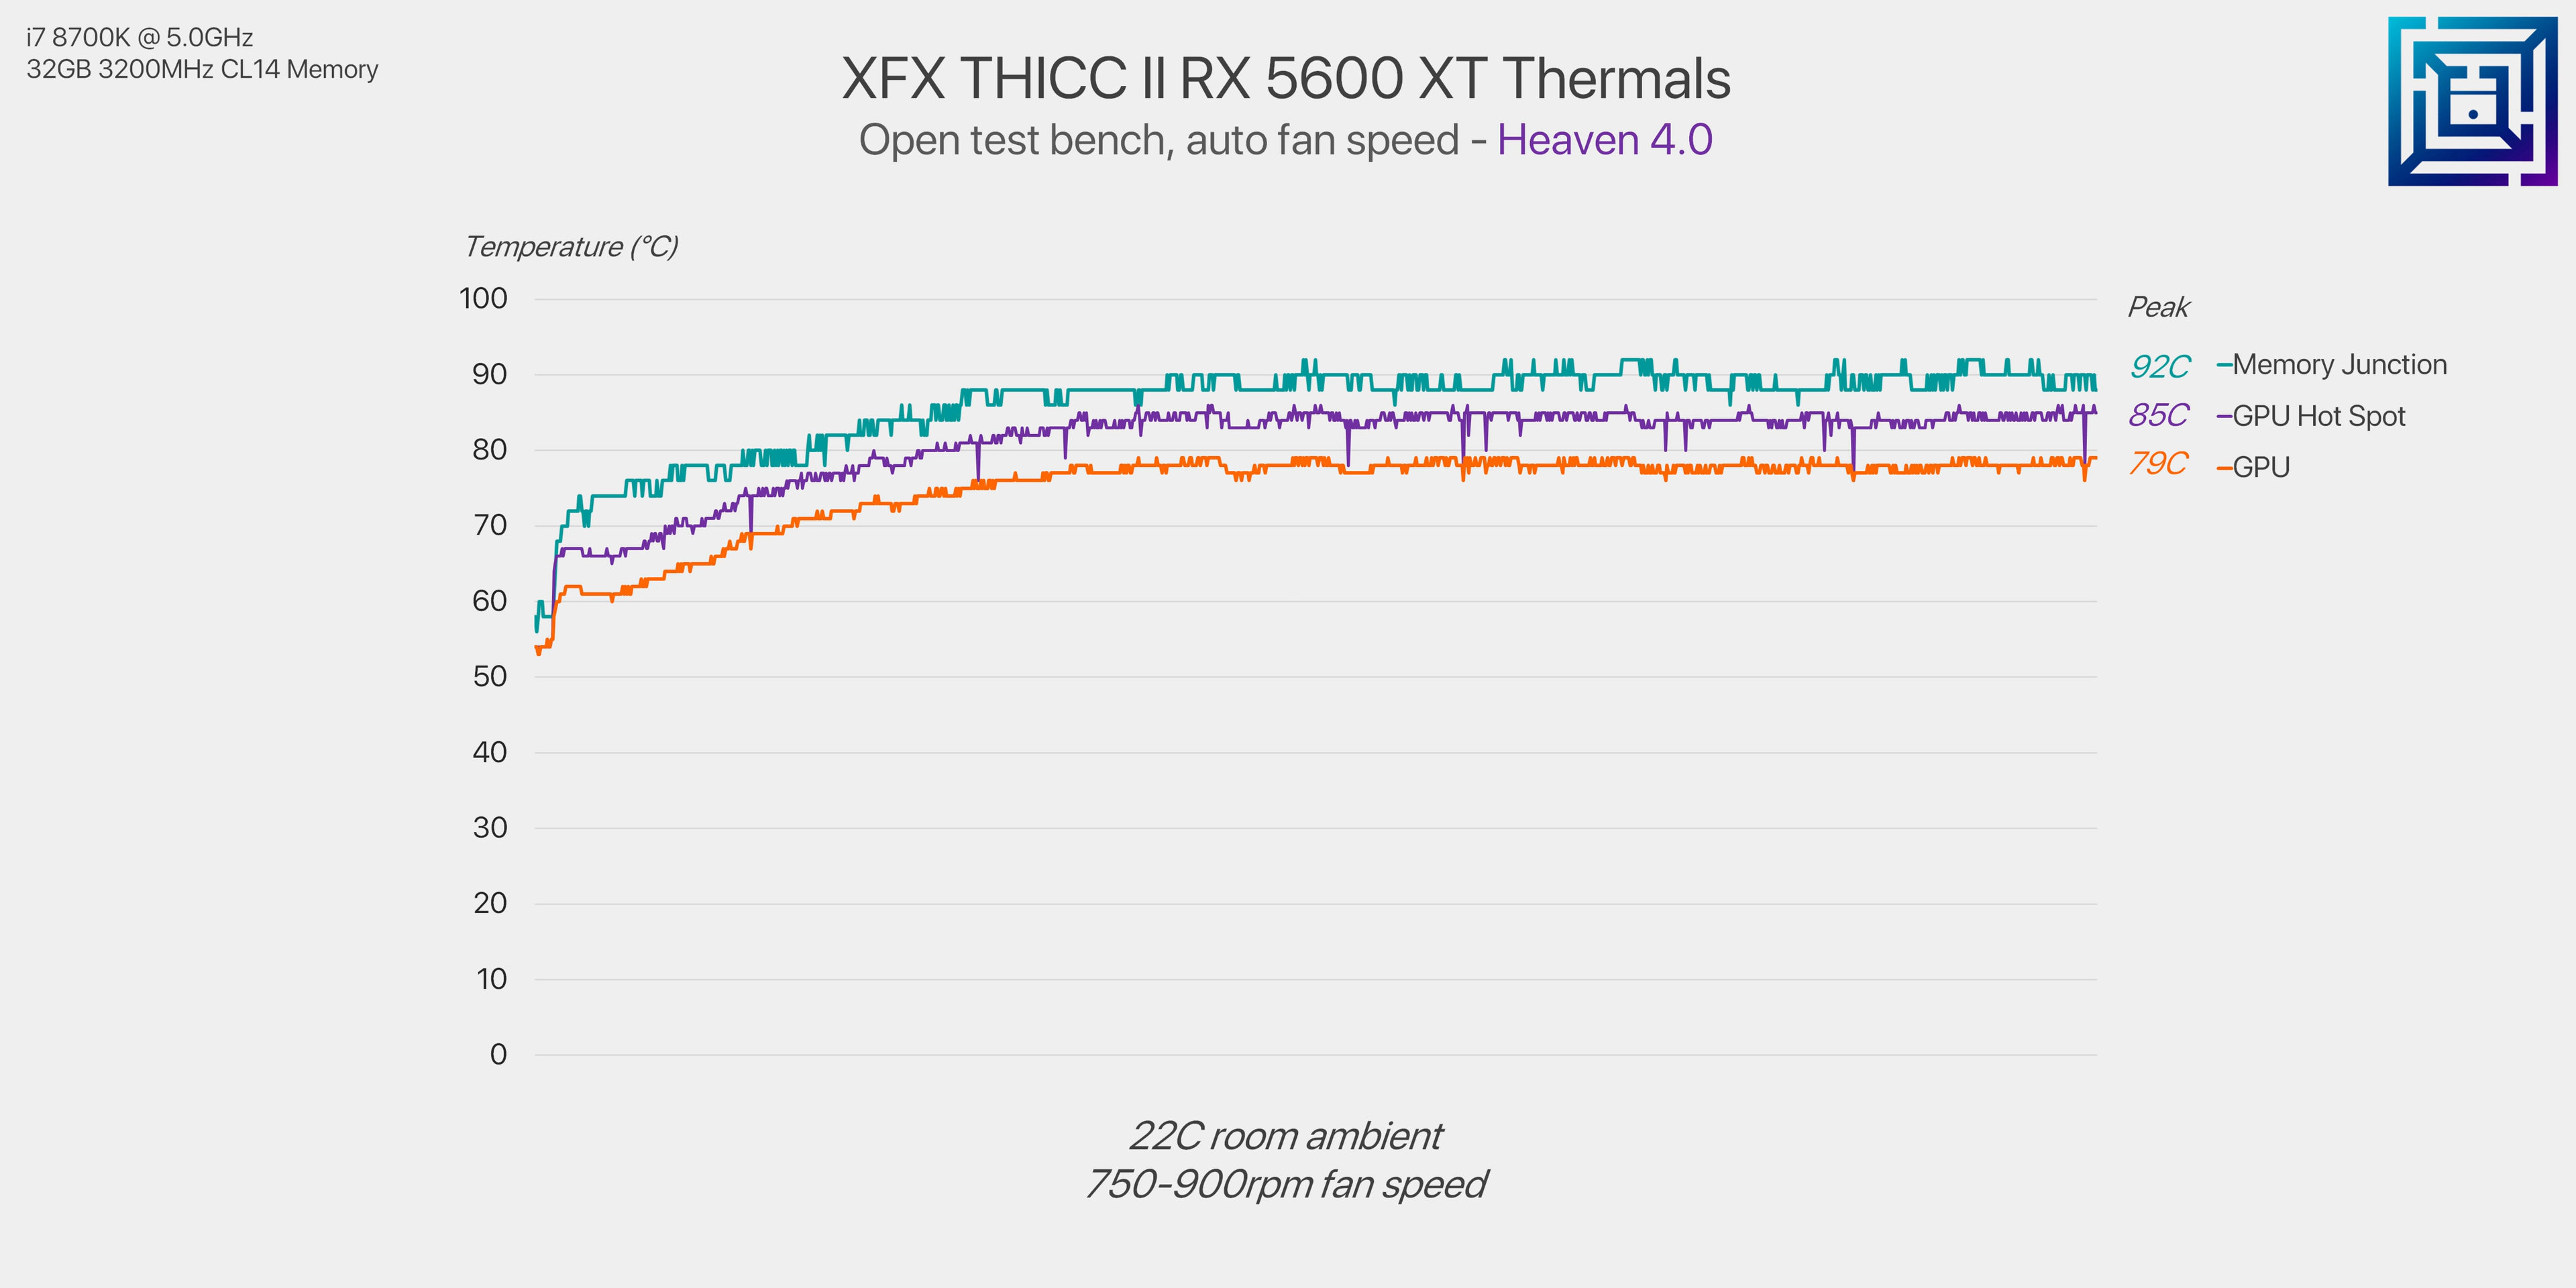 i7 8700K @ 5.0GHz
32GB 3200MHz CL14 Memory
XFX THICC II RX 5600 XT Thermals
Open test bench, auto fan speed - Heaven 4.0
Temperature (°C)
100
90
80
70
60
50
40
30
20
10
0
Peak
92C Memory Junction
85C GPU Hot Spot
79C GPU
22C room ambient
750-900rpm fan speed